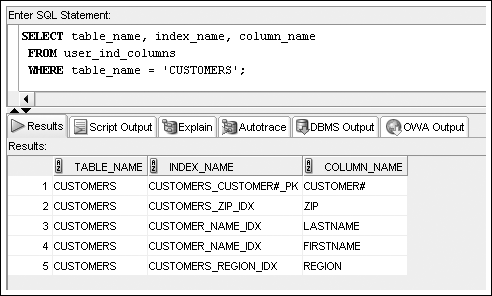 Enter SQL Statement:
SELECT table_name, index_name, column_name
FROM user_ind_columns
WHERE table_name = 'CUSTOMERS';
Results Script Output Explain Autotrace DBMS Output OWA Output
Results:
TABLE_NAME INDEX_NAME COLUMN_NAME
1 CUSTOMERS CUSTOMERS_CUSTOMER#_PK CUSTOMER#
2 CUSTOMERS CUSTOMERS_ZIP_IDX ZIP
3 CUSTOMERS CUSTOMER_NAME_IDX LASTNAME
4 CUSTOMERS CUSTOMER_NAME_IDX FIRSTNAME
5 CUSTOMERS CUSTOMERS_REGION_IDX REGION